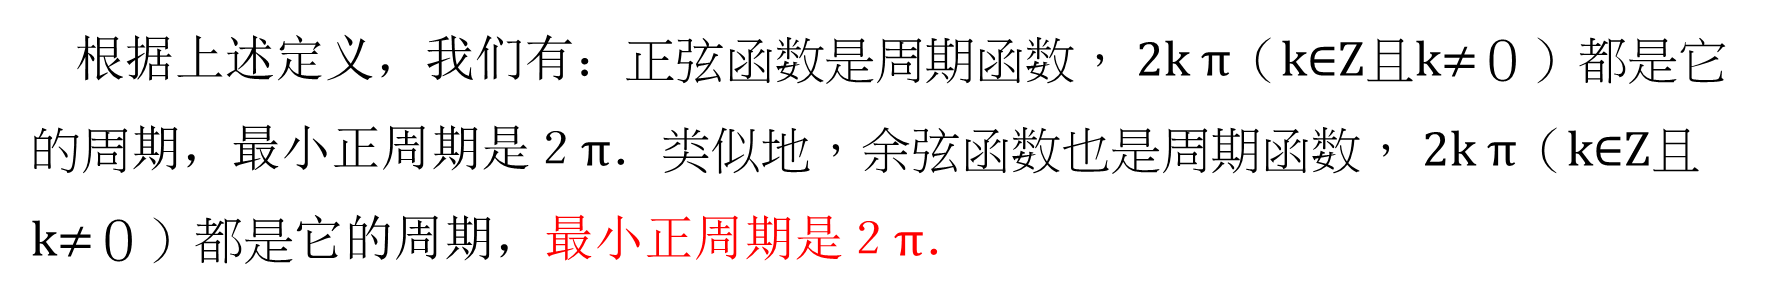 根据上述定义，我们有：正弦函数是周期函数，2kπ（k∈Z且k≠0）都是它
的周期，最小正周期是2π．类似地，余弦函数也是周期函数，2kπ（k∈Z且
k≠0）都是它的周期，最小正周期是2π．